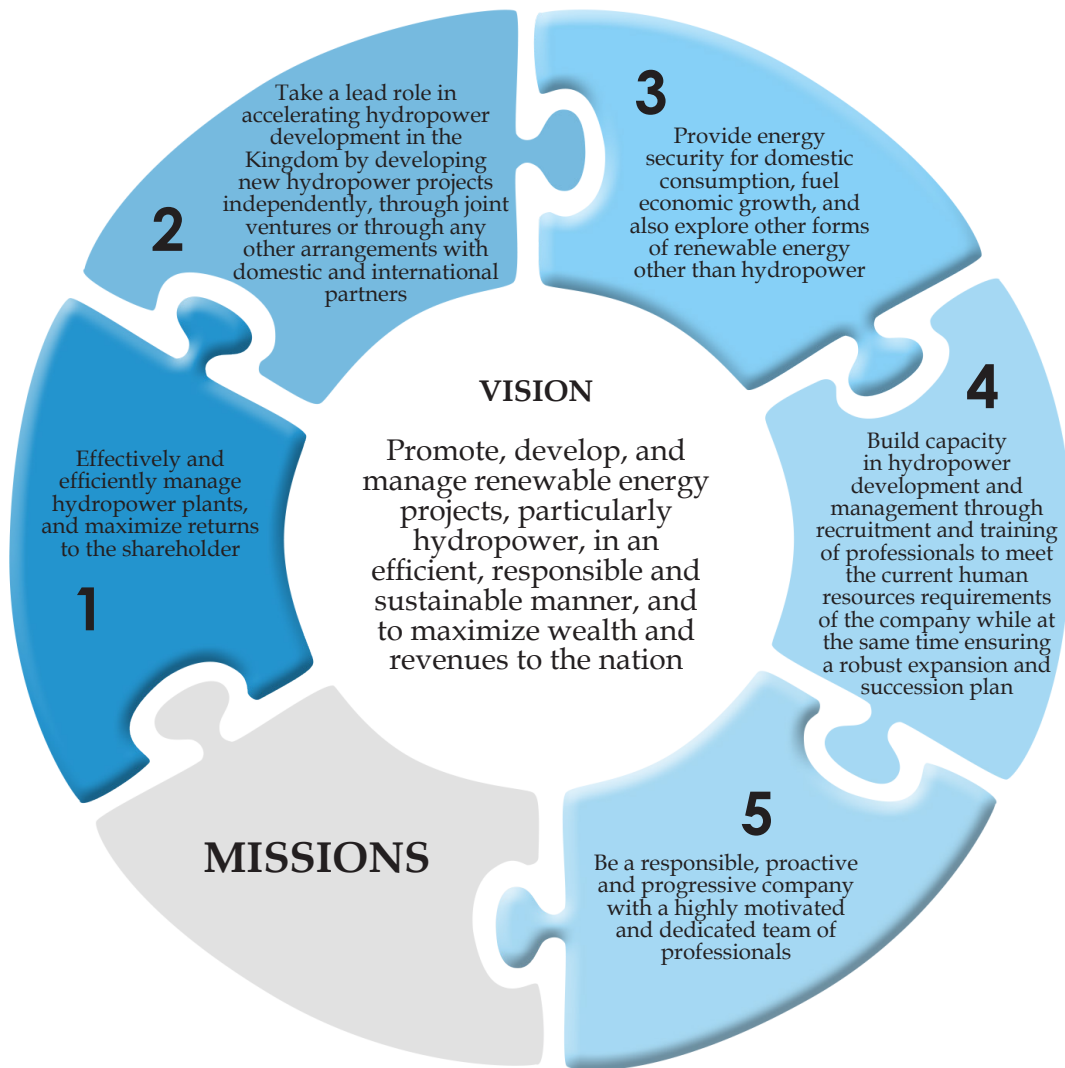 VISION
Promote, develop, and
manage renewable energy
projects, particularly
hydropower, in an
efficient, responsible and
sustainable manner, and
to maximize wealth and
revenues to the nation
MISSIONS
1
Effectively and
efficiently manage
hydropower plants,
and maximize returns
to the shareholder
2
Take a lead role in
accelerating hydropower
development in the
Kingdom by developing
new hydropower projects
independently, through joint
ventures or through any
other arrangements with
domestic and international
partners
3
Provide energy
security for domestic
consumption, fuel
economic growth, and
also explore other forms
of renewable energy
other than hydropower
4
Build capacity
in hydropower
development and
management through
recruitment and training
of professionals to meet
the current human
resources requirements
of the company while at
the same time ensuring
a robust expansion and
succession plan
5
Be a responsible, proactive
and progressive company
with a highly motivated
and dedicated team of
professionals